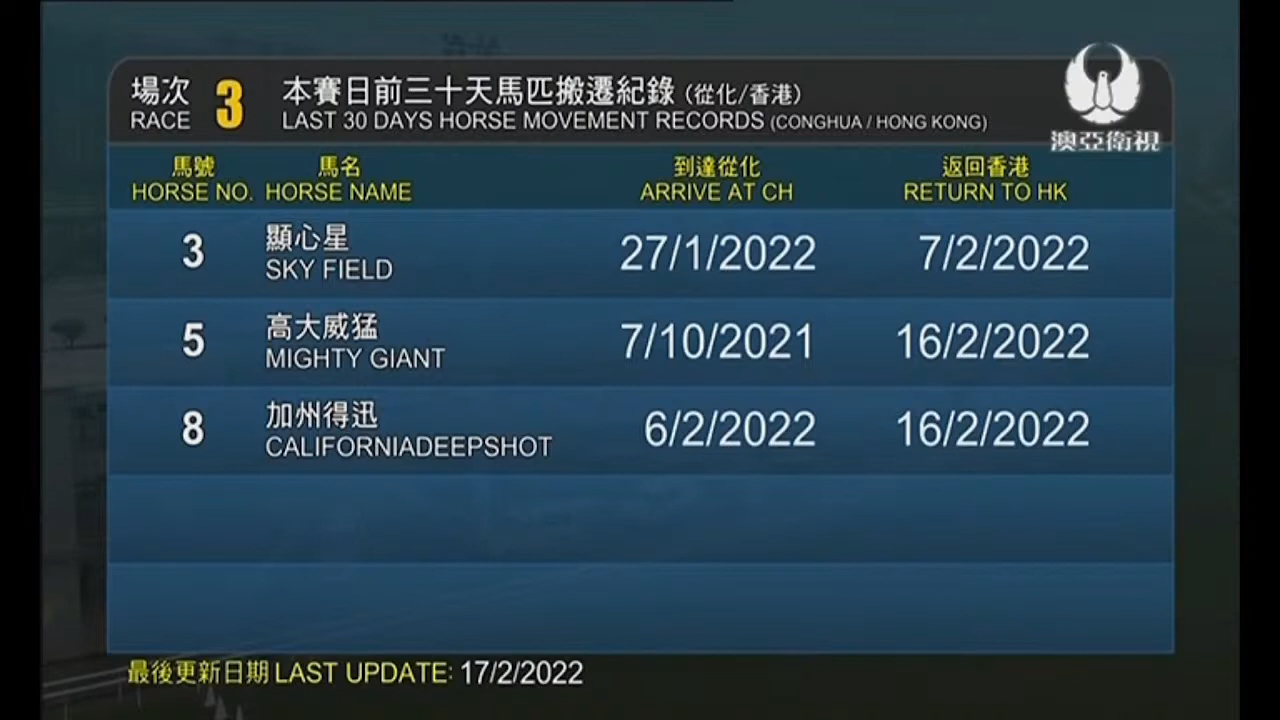 場次 3 本賽日前三十天馬匹搬遷紀錄 (從化/香港)
RACE LAST 30 DAYS HORSE MOVEMENT RECORDS (CONGHUA / HONG KONG)
澳亞衛視
馬號 馬名 到達從化 返回香港
HORSE NO. HORSE NAME ARRIVE AT CH RETURN TO HK
3 顯心星 27/1/2022 7/2/2022
SKY FIELD
5 高大威猛 7/10/2021 16/2/2022
MIGHTY GIANT
8 加州得迅 6/2/2022 16/2/2022
CALIFORNIADEEPSHOT
最後更新日期 LAST UPDATE: 17/2/2022